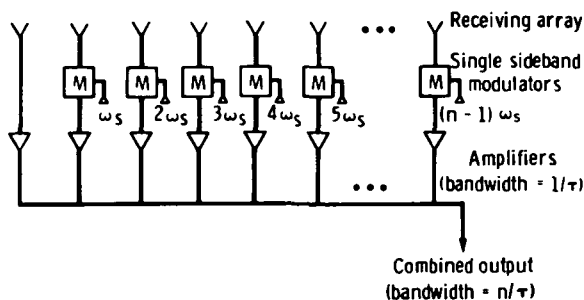 Receiving array
Single sideband
modulators
M M M M M M
ωs 2ωs 3ωs 4ωs 5ωs (n - 1) ωs
Amplifiers
(bandwidth = 1/τ)
Combined output
(bandwidth = n/τ)